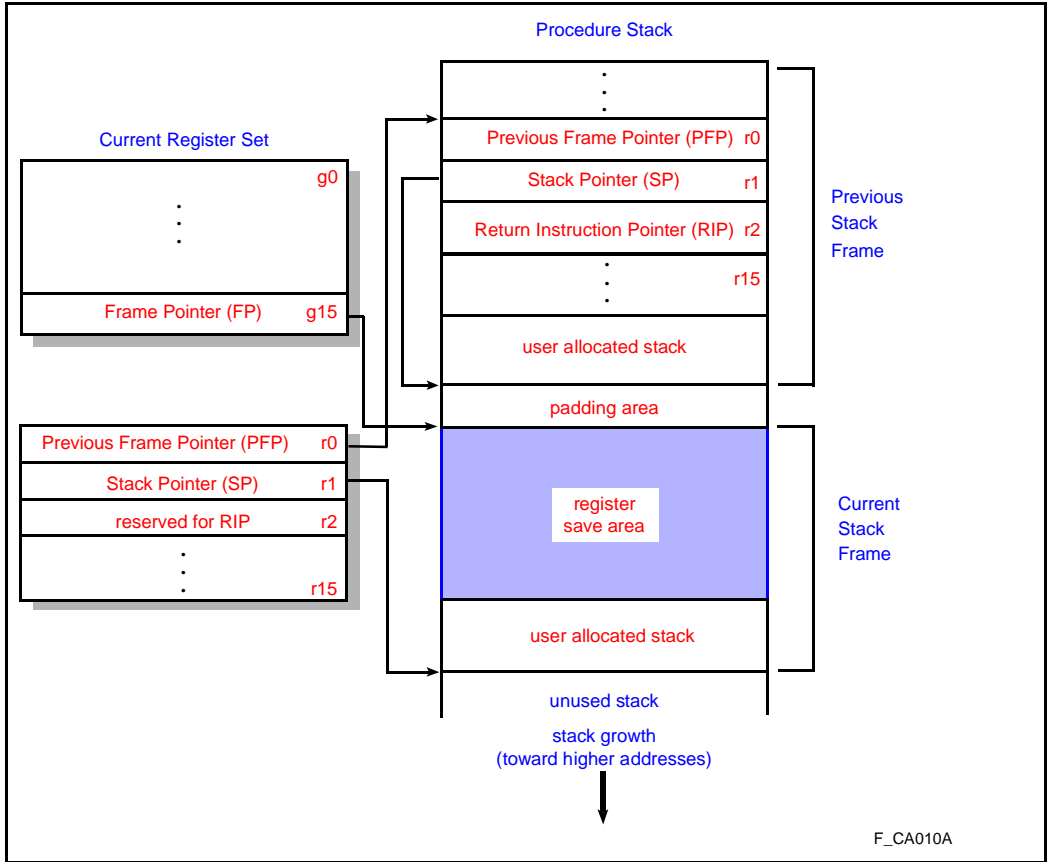 Procedure Stack
Current Register Set
g0
Frame Pointer (FP) g15
Previous Frame Pointer (PFP) r0
Stack Pointer (SP) r1
reserved for RIP r2
r15
Previous Frame Pointer (PFP) r0
Stack Pointer (SP) r1
Return Instruction Pointer (RIP) r2
r15
user allocated stack
padding area
register
save area
user allocated stack
unused stack
stack growth
(toward higher addresses)
Previous
Stack
Frame
Current
Stack
Frame
F_CA010A